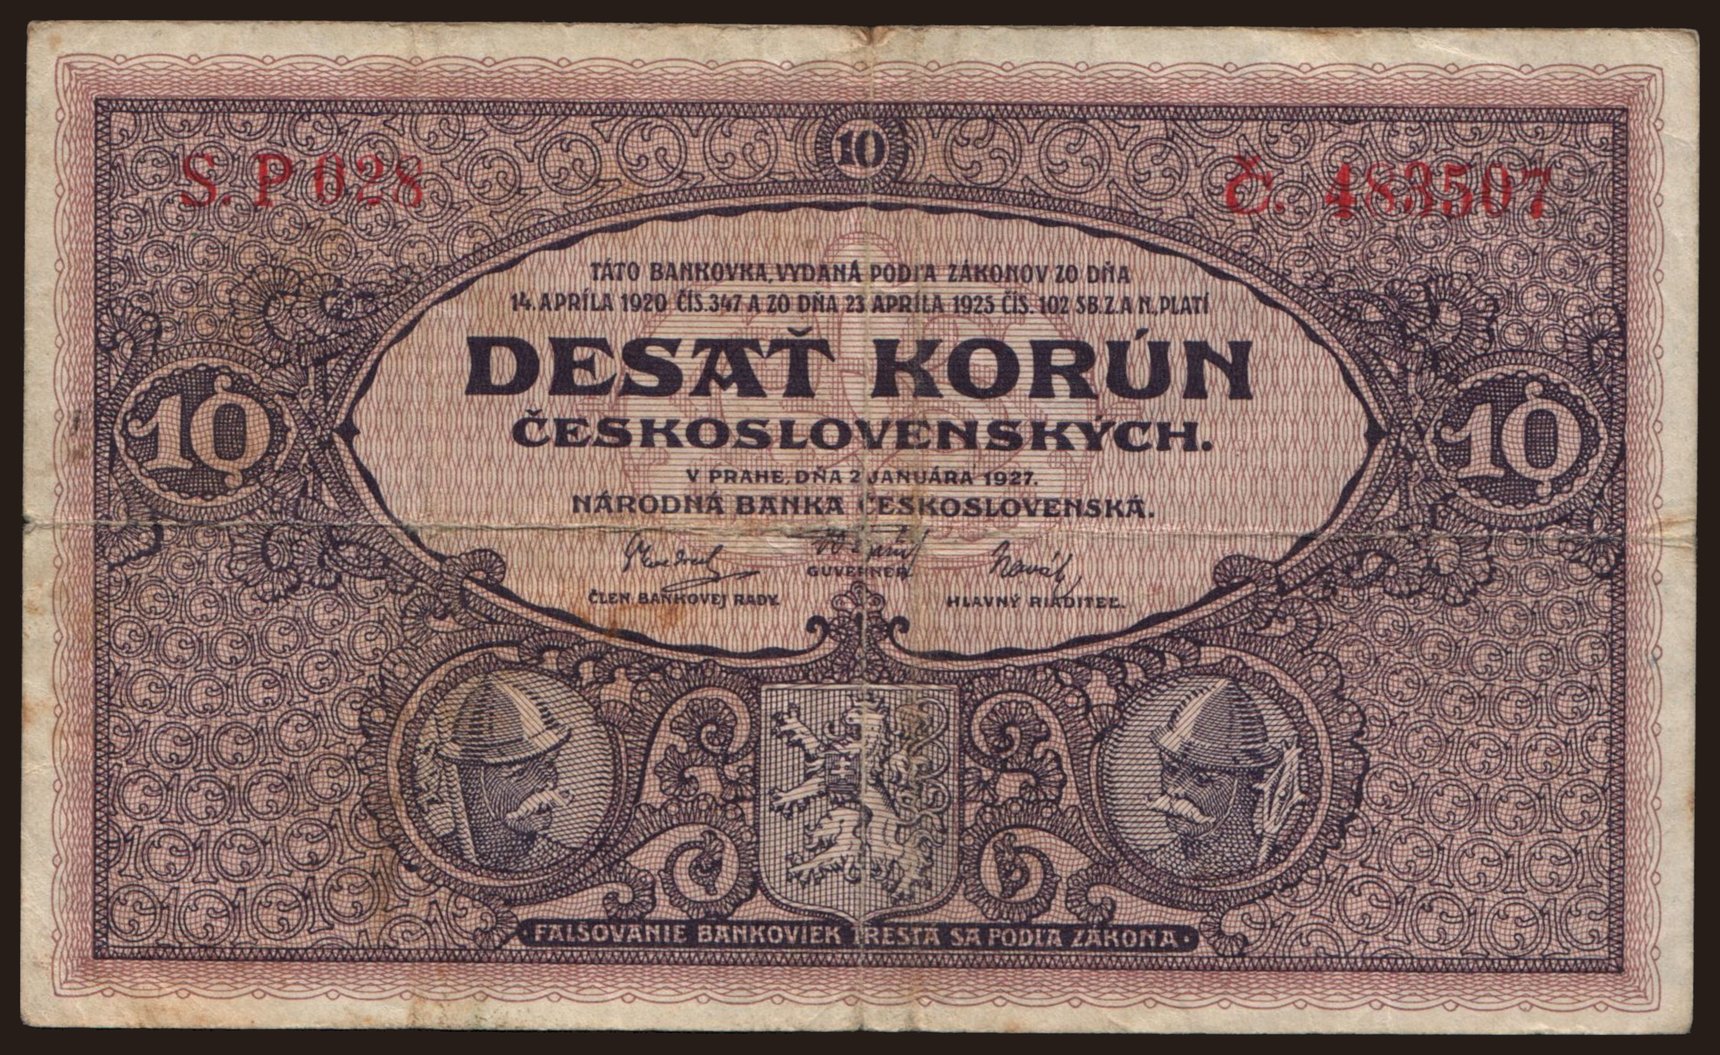 10
S. P 028
Č. 483507
TÁTO BANKOVKA, VYDANÁ PODĽA ZÁKONOV ZO DŇA
14. APRÍLA 1920 ČÍS. 347 A ZO DŇA 23 APRÍLA 1925 ČÍS. 102 SB. Z. A N., PLATÍ
DESAŤ KORÚN
10
ČESKOSLOVENSKÝCH.
10
V PRAHE, DŇA 2 JANUÁRA 1927.
NÁRODNÁ BANKA ČESKOSLOVENSKÁ.
Novák
GUVERNER.
ČLEN BANKOVEJ RADY.
HLAVNÝ RIADITEĽ.
· FALŠOVANIE BANKOVIEK TRESTÁ SA PODĽA ZÁKONA ·